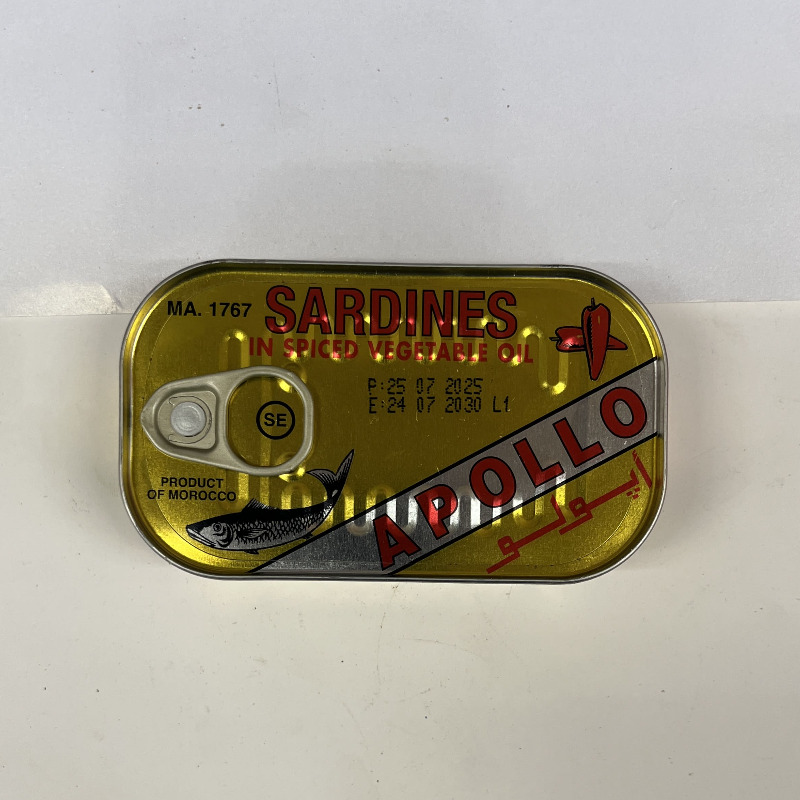 MA. 1767
SARDINES
IN SPICED VEGETABLE OIL
P:25 07 2025
E:24 07 2030 L1
SE
PRODUCT
OF MOROCCO
APOLLO
أپولو